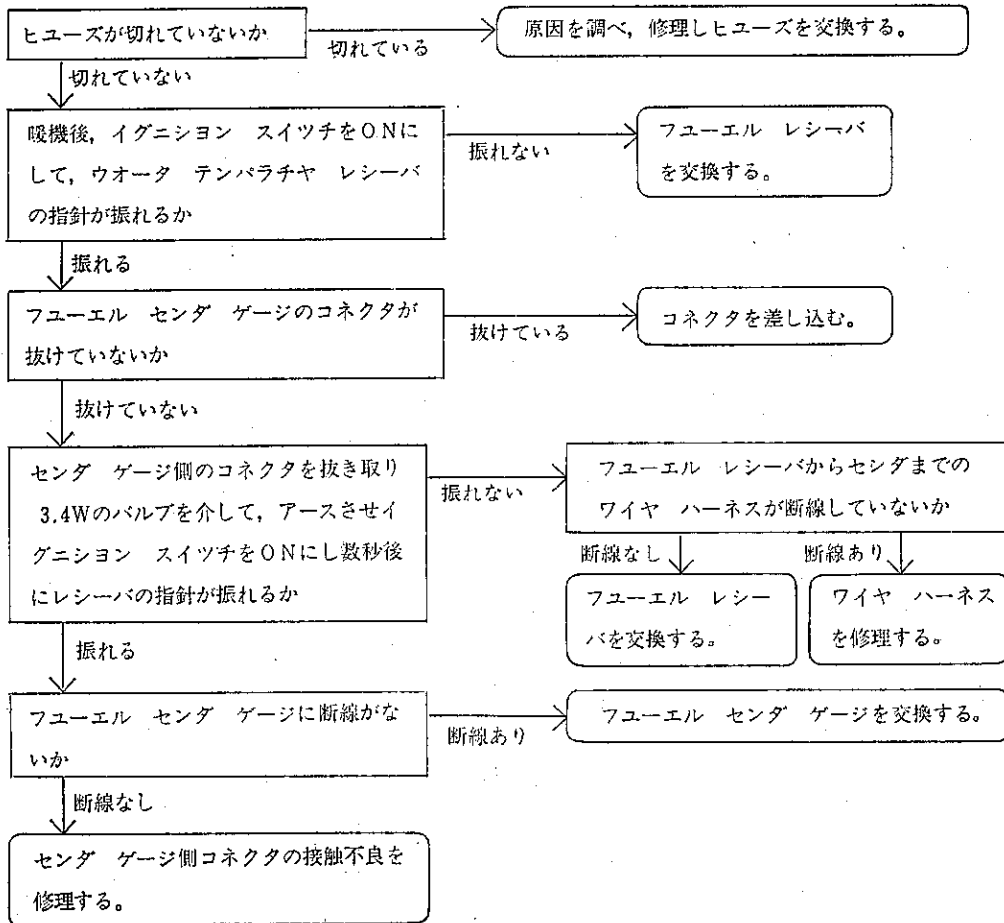 ヒユーズが切れていないか
切れている
原因を調べ，修理しヒユーズを交換する。
切れていない
暖機後，イグニシヨン　スイツチをＯＮに
して，ウオータ　テンパラチヤ　レシーバ
の指針が振れるか
振れない
フユーエル　レシーバ
を交換する。
振れる
フユーエル　センダ　ゲージのコネクタが
抜けていないか
抜けている
コネクタを差し込む。
抜けていない
センダ　ゲージ側のコネクタを抜き取り
3.4Wのバルブを介して，アースさせイ
グニシヨン　スイツチをＯＮにし数秒後
にレシーバの指針が振れるか
振れない
フユーエル　レシーバからセンダまでの
ワイヤ　ハーネスが断線していないか
断線なし
断線あり
フユーエル　レシー
バを交換する。
ワイヤ　ハーネス
を修理する。
振れる
フユーエル　センダ　ゲージに断線がな
いか
断線あり
フユーエル　センダ　ゲージを交換する。
断線なし
センダ　ゲージ側コネクタの接触不良を
修理する。